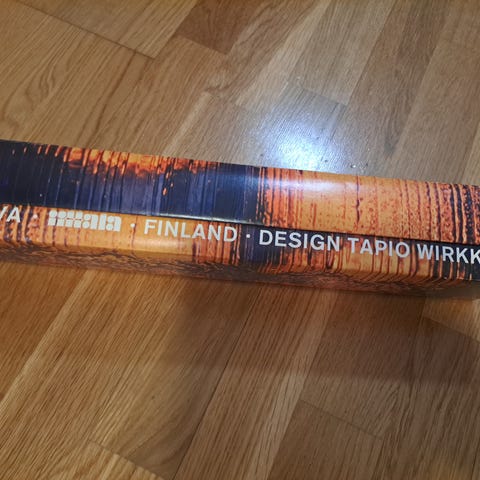 VA · iittala · FINLAND · DESIGN TAPIO WIRKK